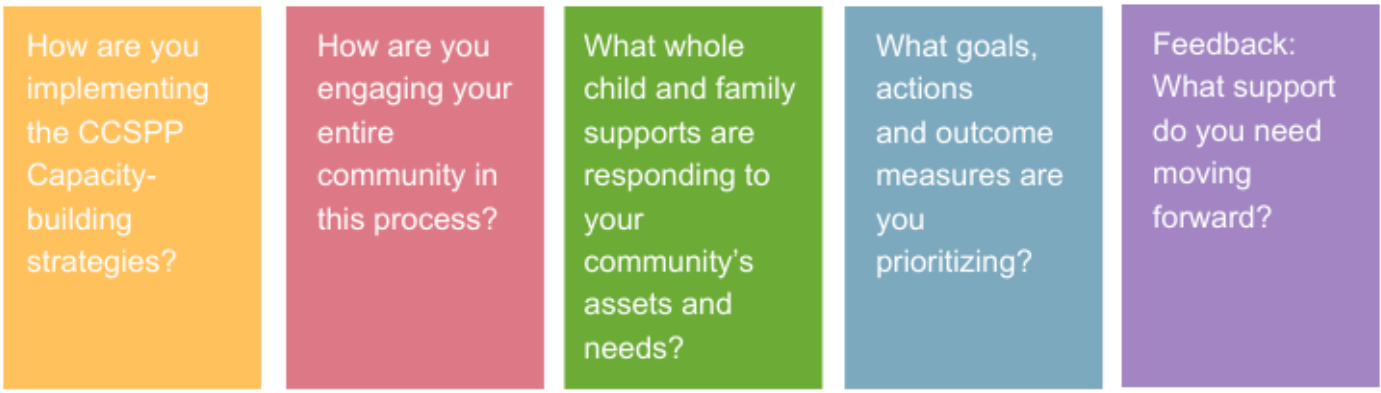 How are you
implementing
the CCSPP
Capacity-
building
strategies?
How are you
engaging your
entire
community in
this process?
What whole
child and family
supports are
responding to
your
community’s
assets and
needs?
What goals,
actions
and outcome
measures are
you
prioritizing?
Feedback:
What support
do you need
moving
forward?